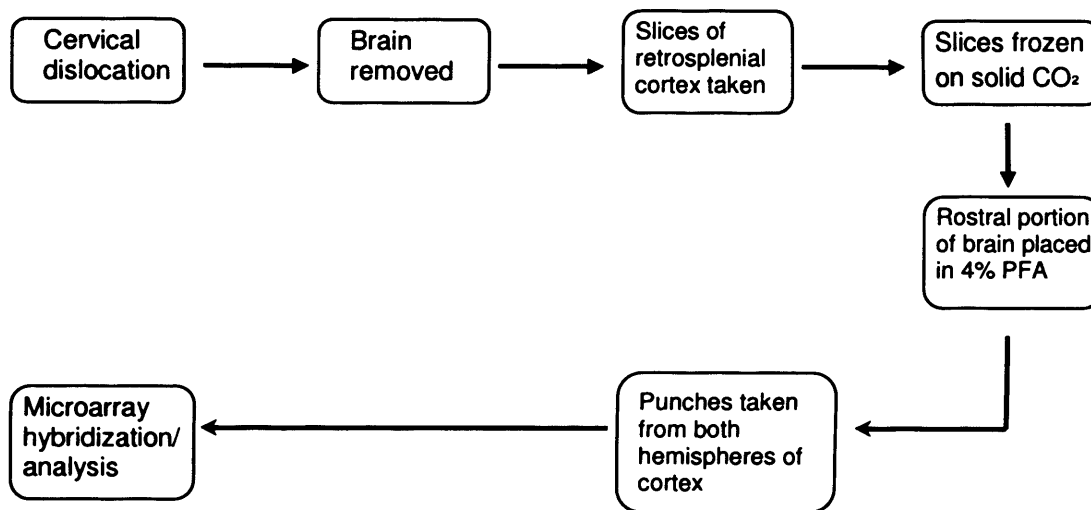 Cervical
dislocation
Brain
removed
Slices of
retrosplenial
cortex taken
Slices frozen
on solid CO₂
Rostral portion
of brain placed
in 4% PFA
Punches taken
from both
hemispheres of
cortex
Microarray
hybridization/
analysis